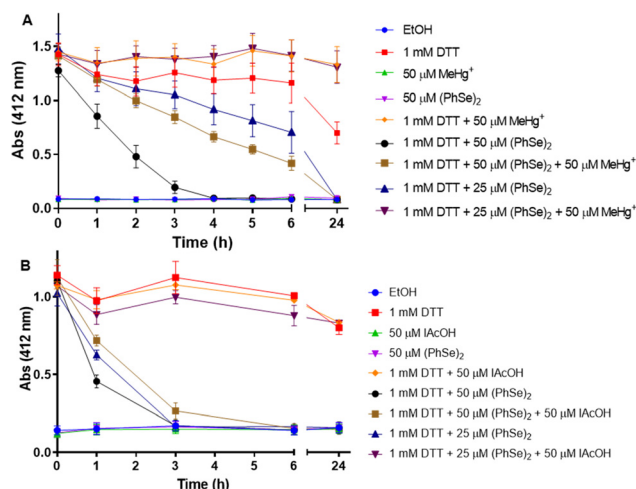 A
Abs (412 nm)
1.5
1.0
0.5
0.0
0 1 2 3 4 5 6 24
Time (h)
EtOH
1 mM DTT
50 μM MeHg⁺
50 μM (PhSe)₂
1 mM DTT + 50 μM MeHg⁺
1 mM DTT + 50 μM (PhSe)₂
1 mM DTT + 50 μM (PhSe)₂ + 50 μM MeHg⁺
1 mM DTT + 25 μM (PhSe)₂
1 mM DTT + 25 μM (PhSe)₂ + 50 μM MeHg⁺
B
Abs (412 nm)
1.0
0.5
0.0
0 1 2 3 4 5 6 24
Time (h)
EtOH
1 mM DTT
50 μM IAcOH
50 μM (PhSe)₂
1 mM DTT + 50 μM IAcOH
1 mM DTT + 50 μM (PhSe)₂
1 mM DTT + 50 μM (PhSe)₂ + 50 μM IAcOH
1 mM DTT + 25 μM (PhSe)₂
1 mM DTT + 25 μM (PhSe)₂ + 50 μM IAcOH